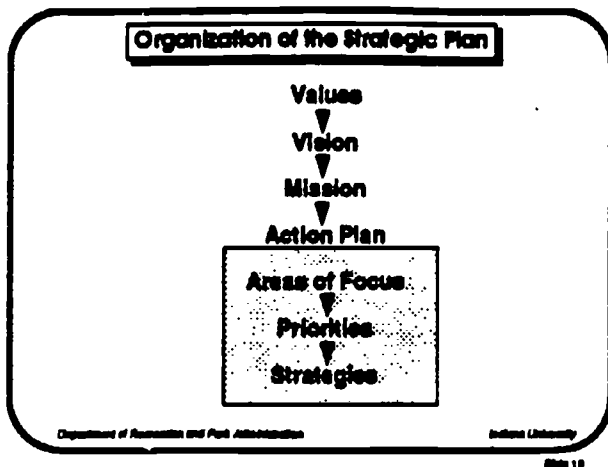 Organization of the Strategic Plan
Values
Vision
Mission
Action Plan
Areas of Focus
Priorities
Strategies
Department of Recreation and Park Administration Indiana University